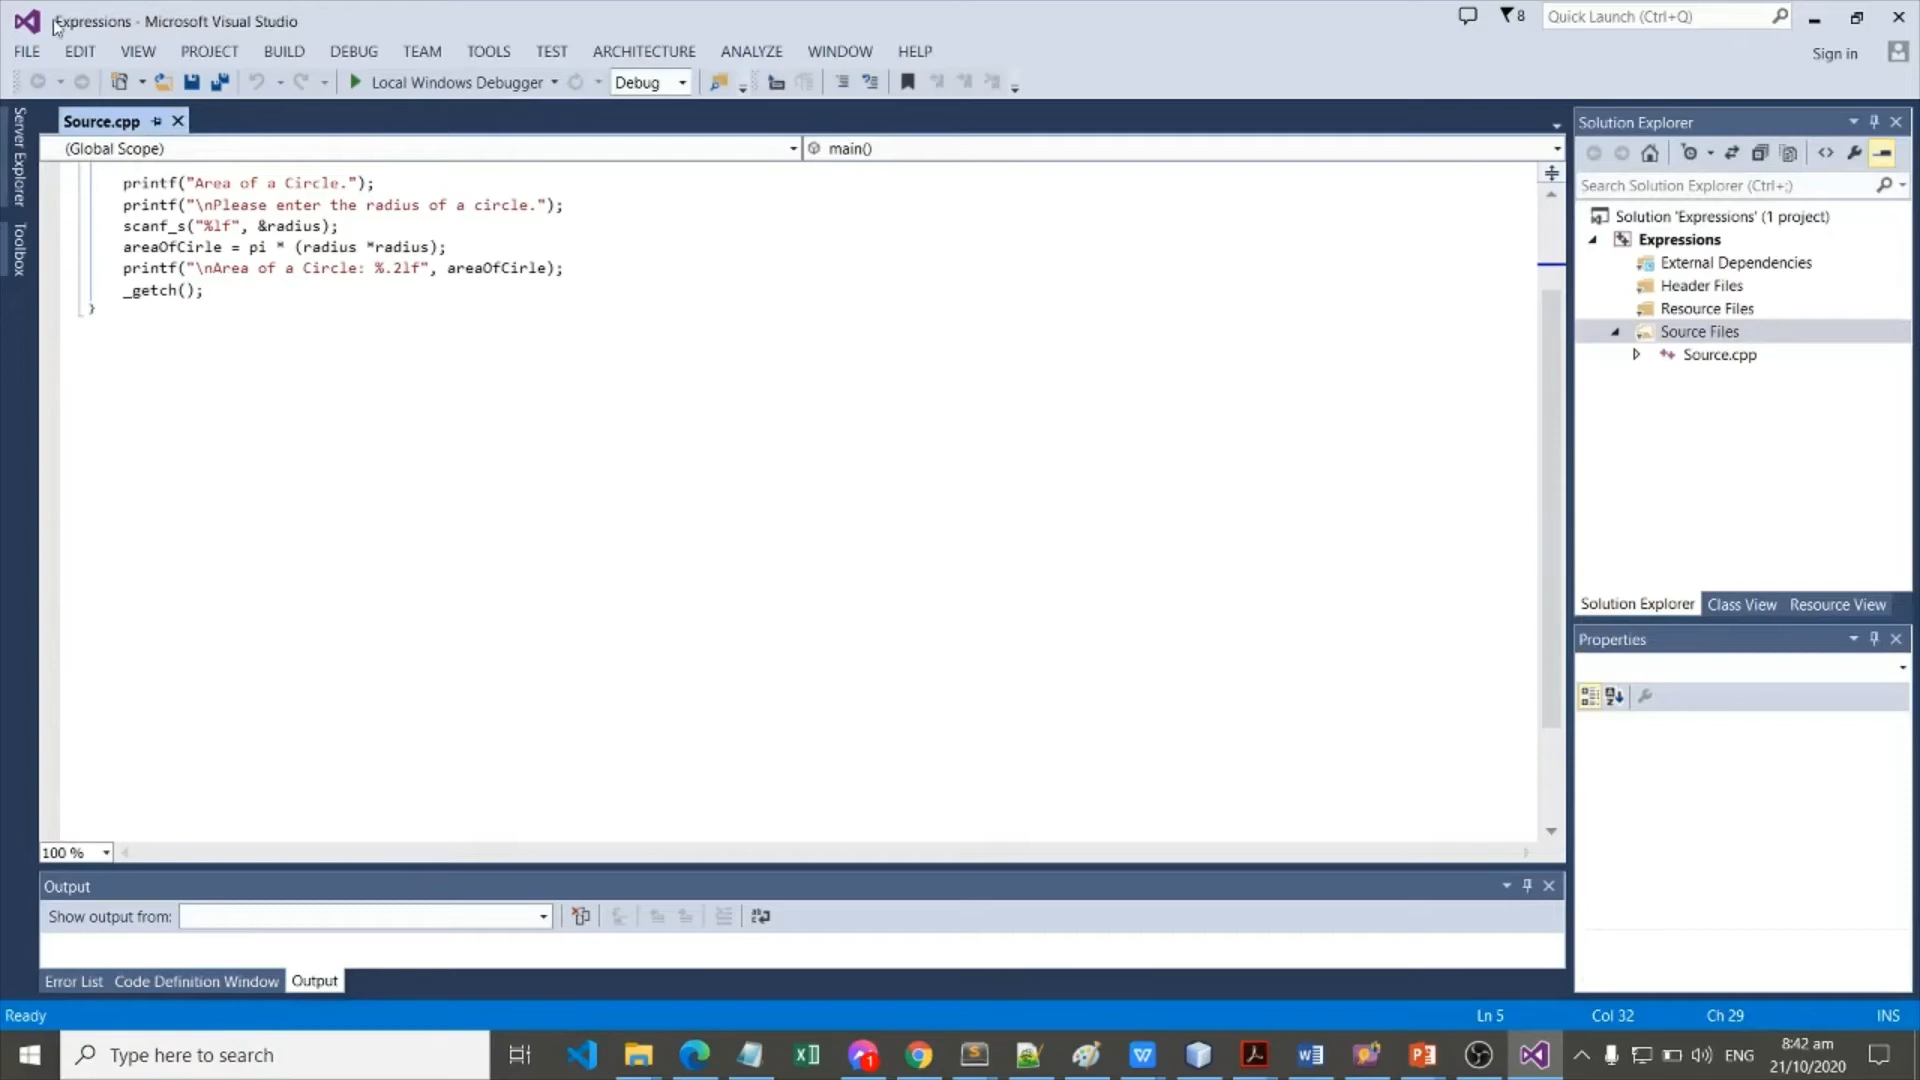 Expressions - Microsoft Visual Studio
8
Quick Launch (Ctrl+Q)
FILE EDIT VIEW PROJECT BUILD DEBUG TEAM TOOLS TEST ARCHITECTURE ANALYZE WINDOW HELP
Sign in
Local Windows Debugger
Debug
Server Explorer
Toolbox
Source.cpp
(Global Scope)
main()
printf("Area of a Circle.");
printf("\nPlease enter the radius of a circle.");
scanf_s("%lf", &radius);
areaOfCirle = pi * (radius *radius);
printf("\nArea of a Circle: %.2lf", areaOfCirle);
_getch();
}
100 %
Solution Explorer
Search Solution Explorer (Ctrl+;)
Solution 'Expressions' (1 project)
Expressions
External Dependencies
Header Files
Resource Files
Source Files
Source.cpp
Solution Explorer Class View Resource View
Properties
Output
Show output from:
Error List Code Definition Window Output
Ready
Ln 5 Col 32 Ch 29 INS
Type here to search
1
ENG
8:42 am
21/10/2020